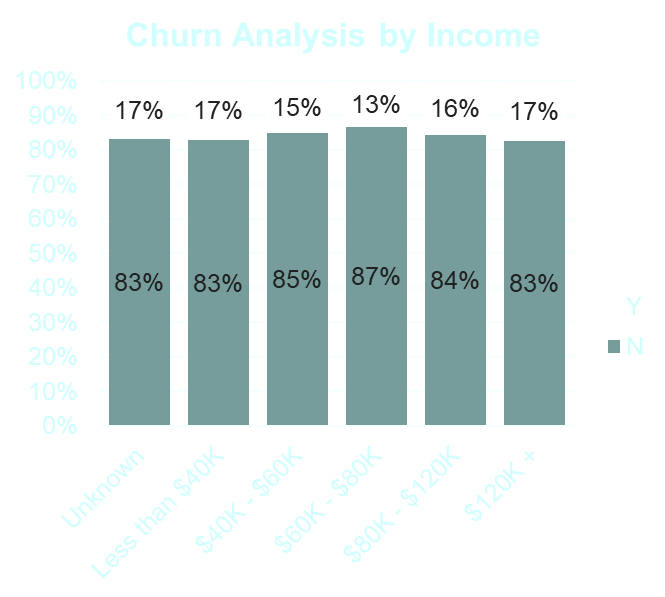 Churn Analysis by Income
100%
90%
80%
70%
60%
50%
40%
30%
20%
10%
0%
17% 17% 15% 13% 16% 17%
83% 83% 85% 87% 84% 83%
Unknown
Less than $40K
$40K - $60K
$60K - $80K
$80K - $120K
$120K +
Y
N